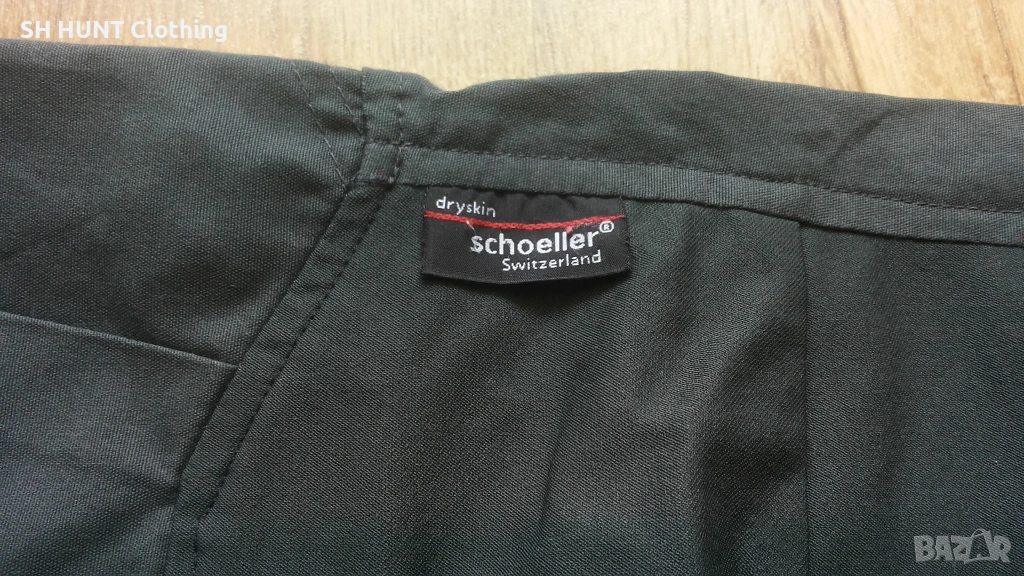 SH HUNT Clothing
dryskin
schoeller®
Switzerland
BAZAR